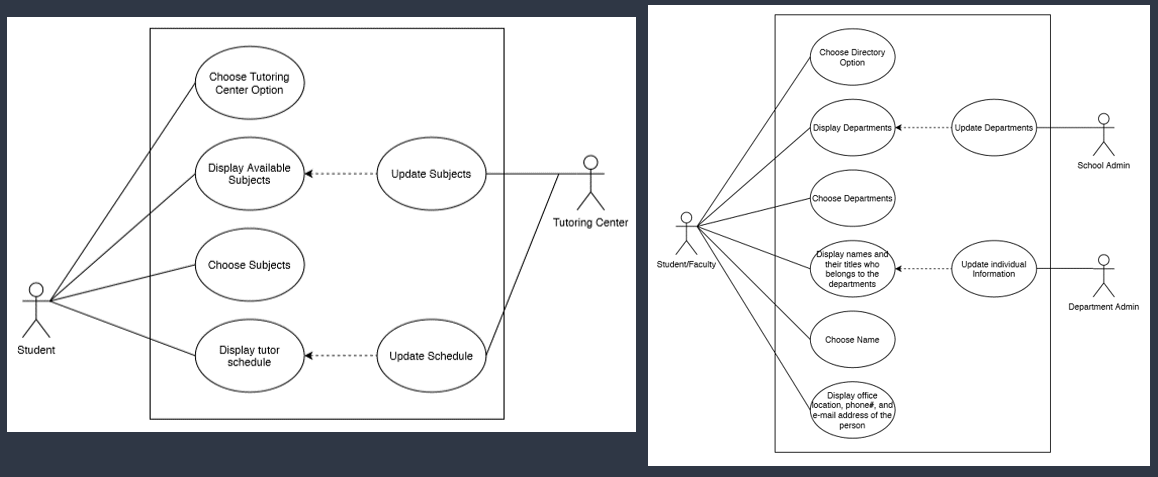 Choose Tutoring
Center Option
Display Available
Subjects
Update Subjects
Tutoring Center
Choose Subjects
Student
Display tutor
schedule
Update Schedule
Choose Directory
Option
Display Departments
Update Departments
School Admin
Choose Departments
Student/Faculty
Display names and
their titles who
belongs to the
departments
Update individual
Information
Department Admin
Choose Name
Display office
location, phone#, and
e-mail address of the
person